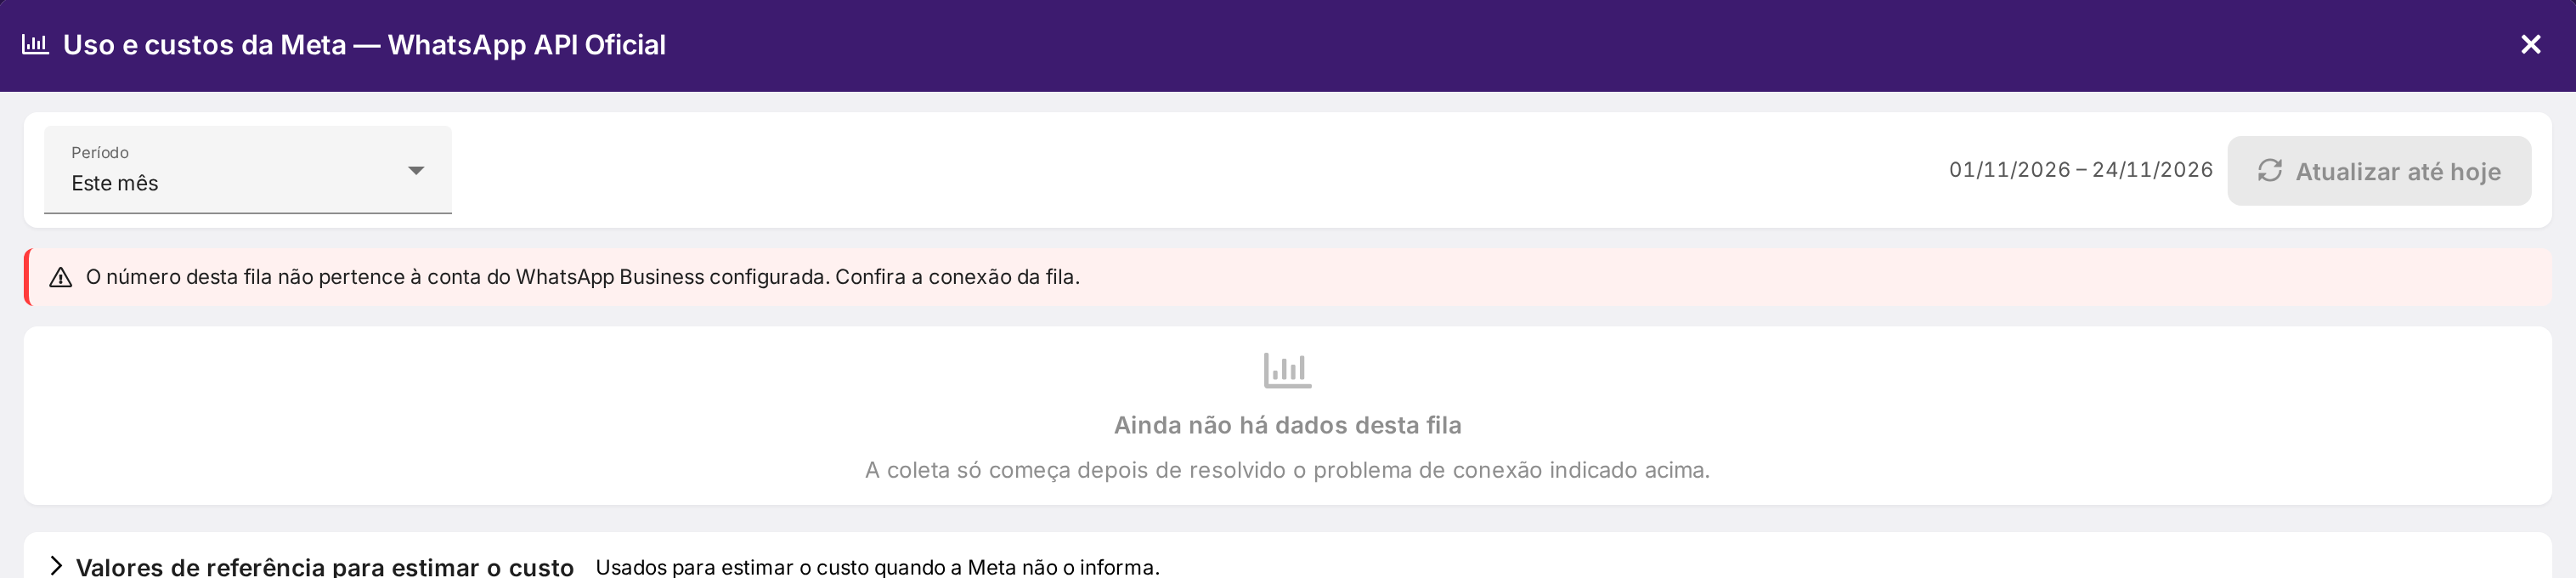 Uso e custos da Meta — WhatsApp API Oficial
Período
Este mês
01/11/2026 – 24/11/2026
Atualizar até hoje
O número desta fila não pertence à conta do WhatsApp Business configurada. Confira a conexão da fila.
Ainda não há dados desta fila
A coleta só começa depois de resolvido o problema de conexão indicado acima.
Valores de referência para estimar o custo Usados para estimar o custo quando a Meta não o informa.